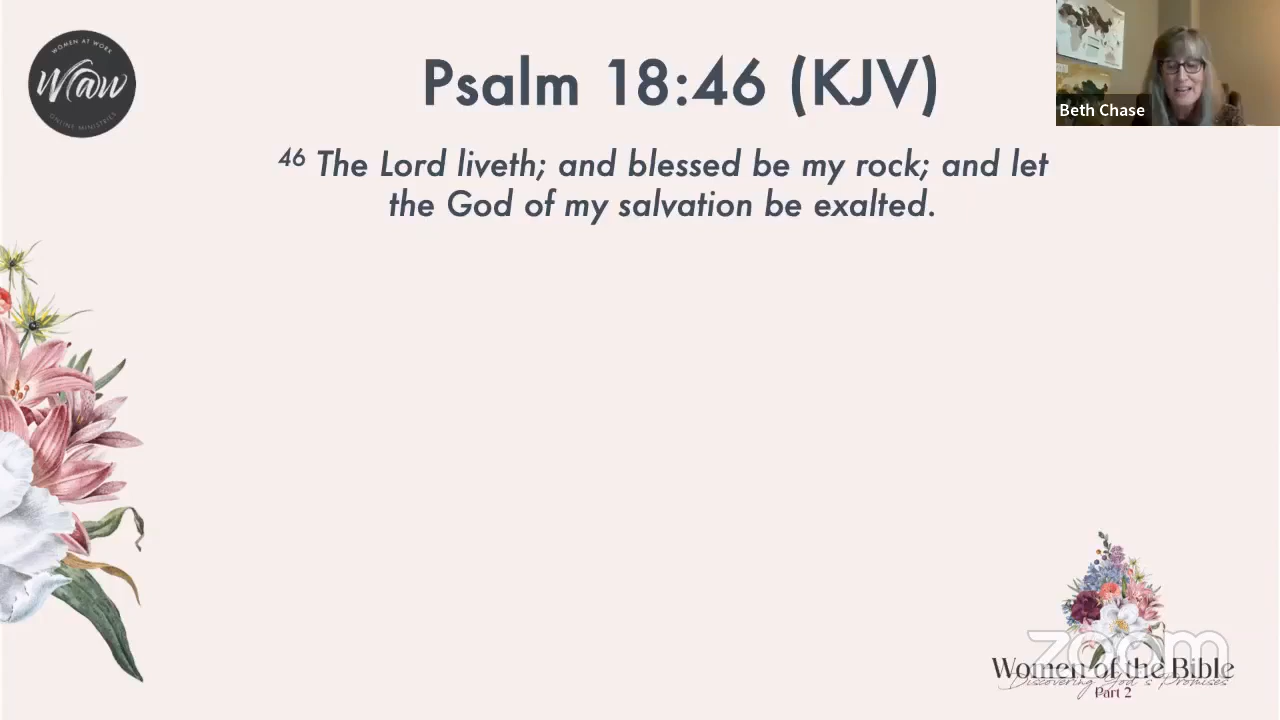 WOMEN AT WORK
Waw
ONLINE MINISTRIES
Psalm 18:46 (KJV)
46 The Lord liveth; and blessed be my rock; and let
the God of my salvation be exalted.
Beth Chase
zoom
Women of the Bible
Discovering God's Promises
Part 2